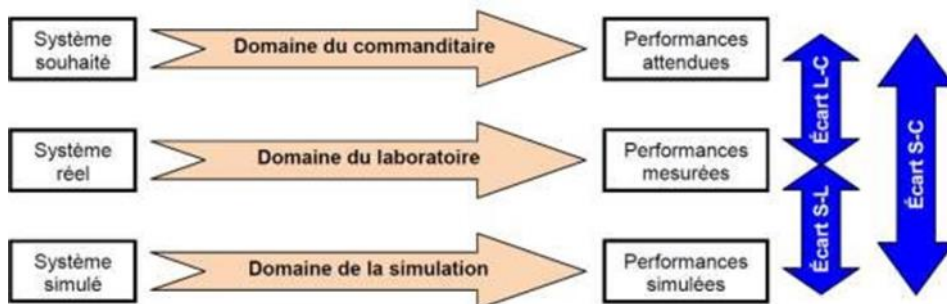 Système
souhaité
Domaine du commanditaire
Performances
attendues
Écart L-C
Écart S-C
Système
réel
Domaine du laboratoire
Performances
mesurées
Écart S-L
Système
simulé
Domaine de la simulation
Performances
simulées